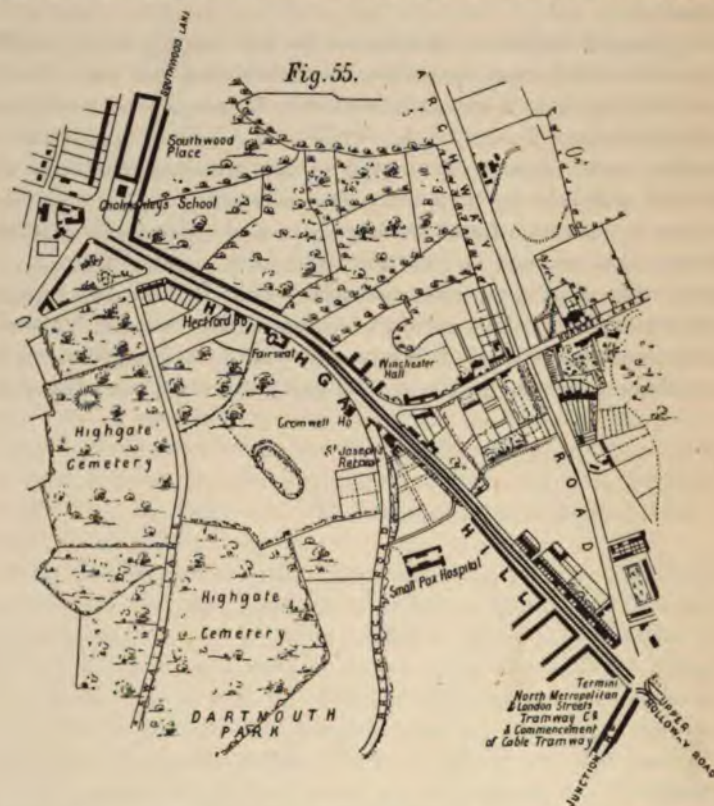 Fig. 55.
SOUTHWOOD LANE
ARCHWAY ROAD
Southwood
Place
Cholmeley's School
HIGHGATE HILL
Hertford Ho
Fairseat
Winchester
Hall
Cromwell Ho
St Joseph's
Retreat
Highgate
Cemetery
Small Pox Hospital
Highgate
Cemetery
DARTMOUTH
PARK
Termini
North Metropolitan
& London Streets
Tramway Co
& Commencement
of Cable Tramway
UPPER
HOLLOWAY ROAD
JUNCTION RD